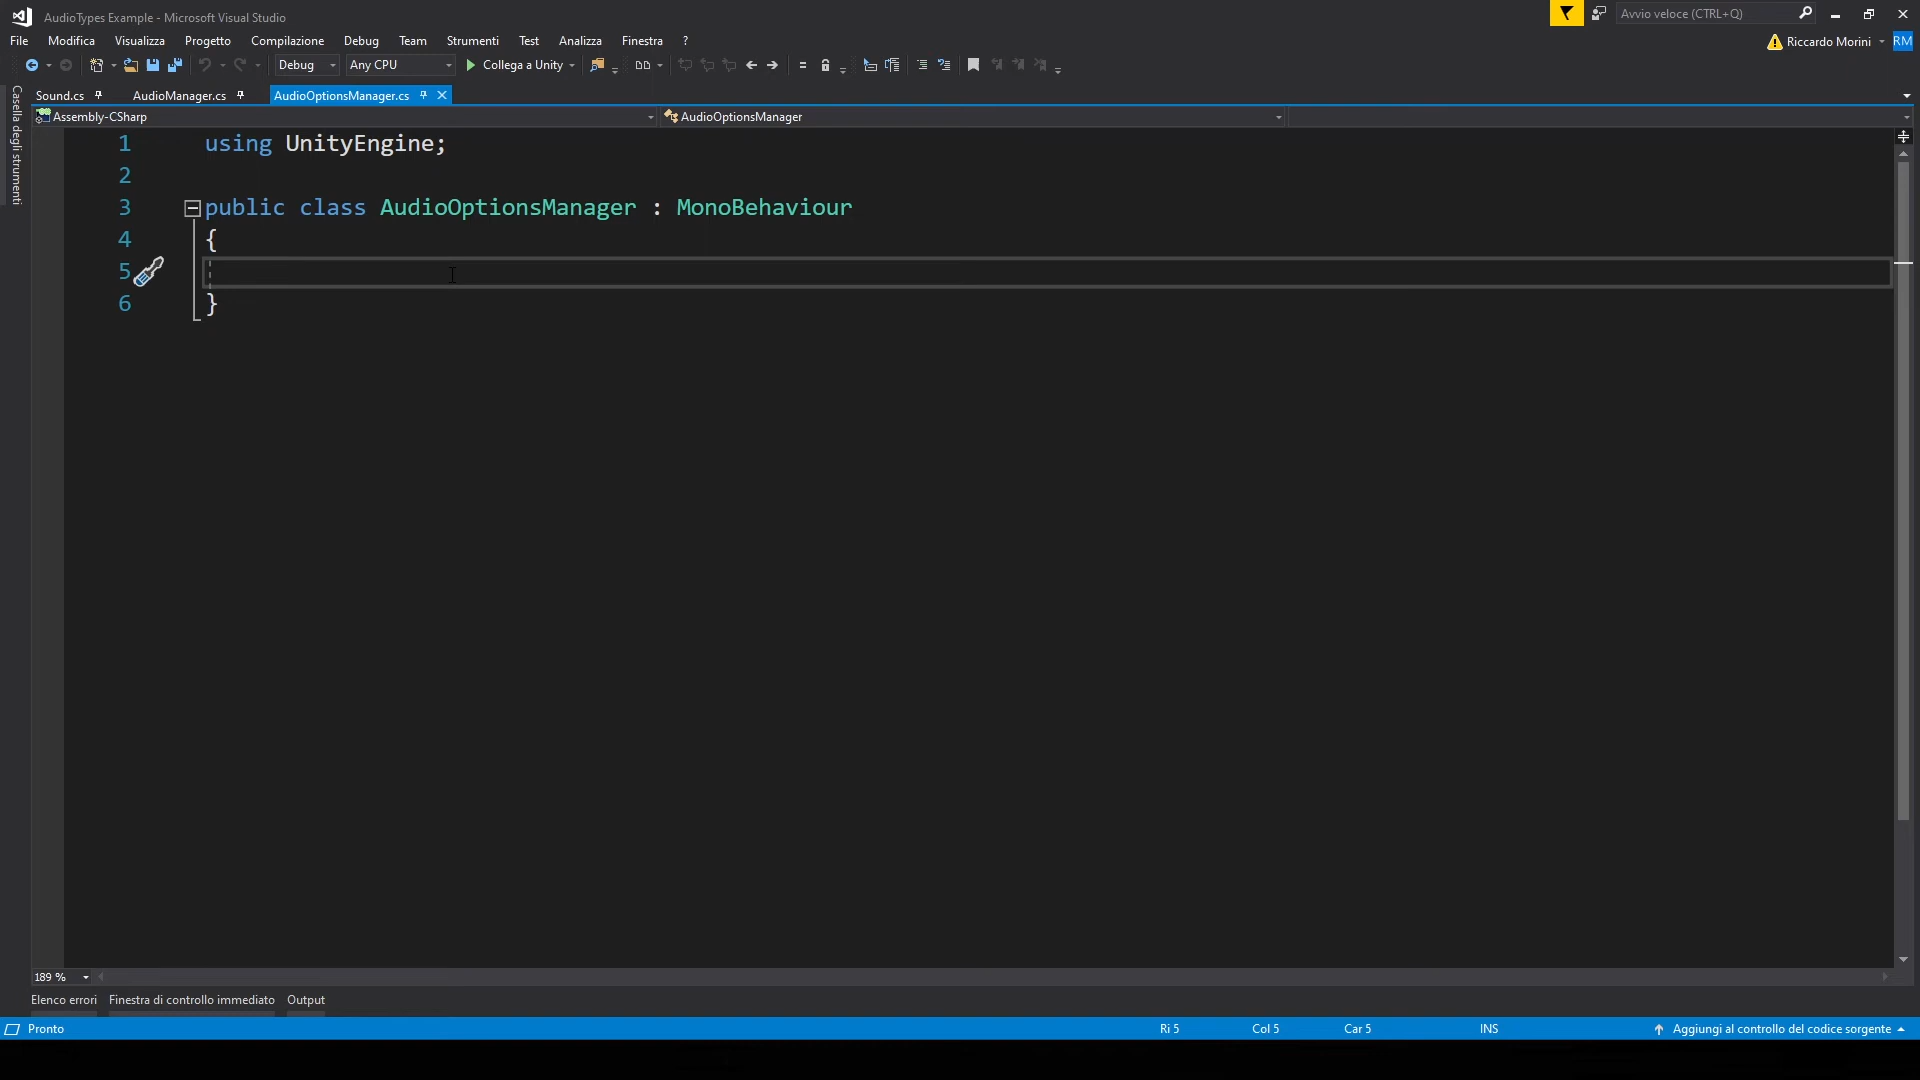 AudioTypes Example - Microsoft Visual Studio
Avvio veloce (CTRL+Q)
File Modifica Visualizza Progetto Compilazione Debug Team Strumenti Test Analizza Finestra ?
Riccardo Morini RM
Debug Any CPU Collega a Unity
Casella degli strumenti
Sound.cs AudioManager.cs AudioOptionsManager.cs
Assembly-CSharp AudioOptionsManager
1 using UnityEngine;
2
3 public class AudioOptionsManager : MonoBehaviour
4 {
5
6 }
189 %
Elenco errori Finestra di controllo immediato Output
Pronto Ri 5 Col 5 Car 5 INS Aggiungi al controllo del codice sorgente